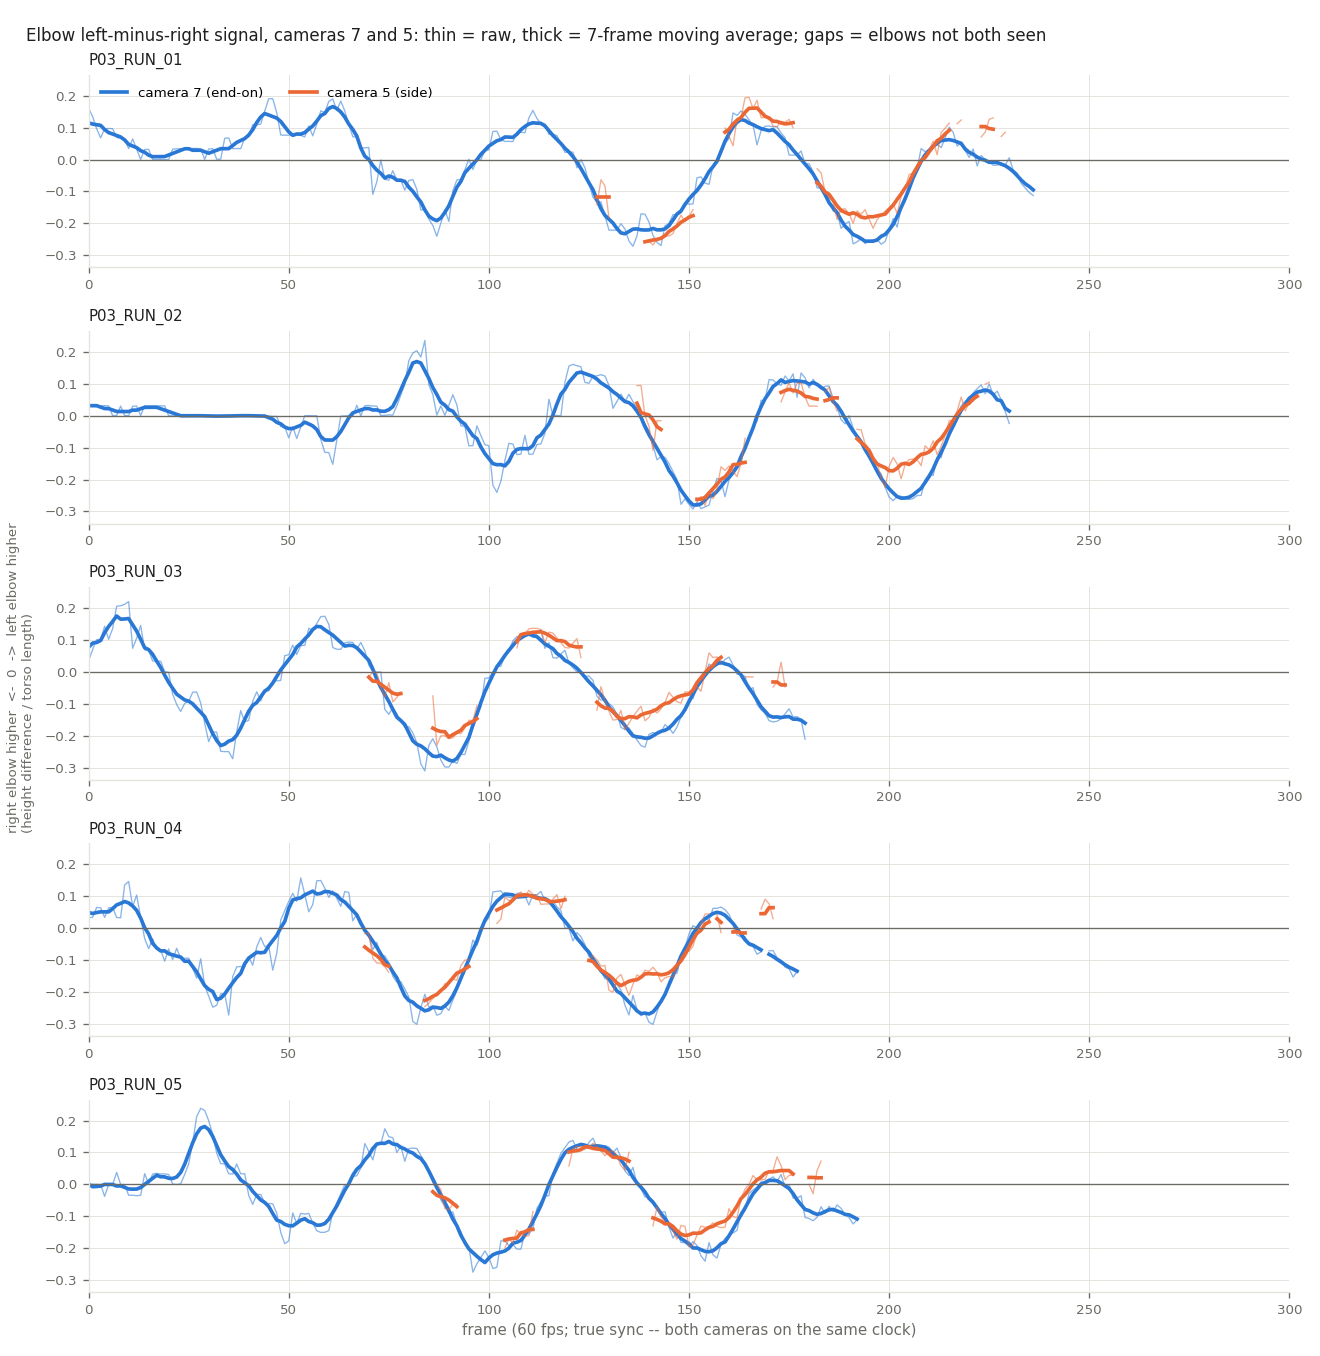 Elbow left-minus-right signal, cameras 7 and 5: thin = raw, thick = 7-frame moving average; gaps = elbows not both seen
P03_RUN_01
camera 7 (end-on)
camera 5 (side)
0.2
0.1
0.0
−0.1
−0.2
−0.3
0 50 100 150 200 250 300
P03_RUN_02
0.2
0.1
0.0
−0.1
−0.2
−0.3
0 50 100 150 200 250 300
P03_RUN_03
0.2
0.1
0.0
−0.1
−0.2
−0.3
0 50 100 150 200 250 300
right elbow higher <- 0 -> left elbow higher
(height difference / torso length)
P03_RUN_04
0.2
0.1
0.0
−0.1
−0.2
−0.3
0 50 100 150 200 250 300
P03_RUN_05
0.2
0.1
0.0
−0.1
−0.2
−0.3
0 50 100 150 200 250 300
frame (60 fps; true sync -- both cameras on the same clock)